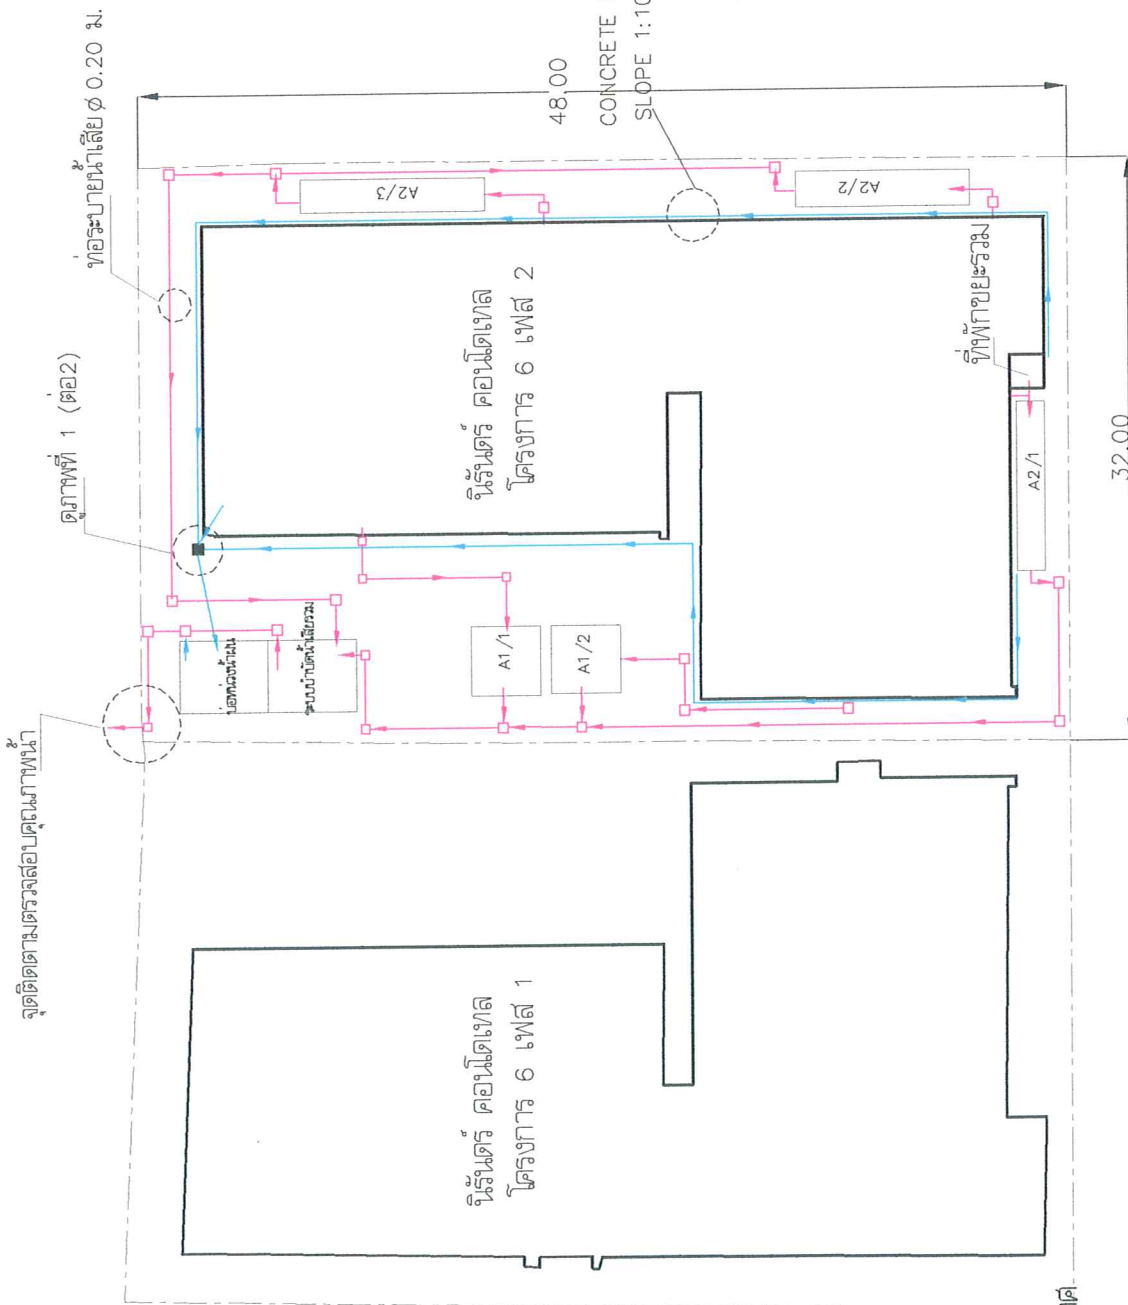 ท่อระบายน้ำเสีย ø 0.20 ม.
48.00
CONCRETE
SLOPE 1:10
ดูภาพที่ 1 (ต่อ2)
A2/3
A2/2
นิรันดร์ คอนโดเทล
โครงการ 6 เฟส 2
ที่พักขยะรวม
A2/1
32.00
บ่อหน่วงน้ำฝน
ระบบบำบัดน้ำเสียรวม
A1/1
A1/2
จุดติดตามตรวจสอบคุณภาพน้ำ
นิรันดร์ คอนโดเทล
โครงการ 6 เฟส 1